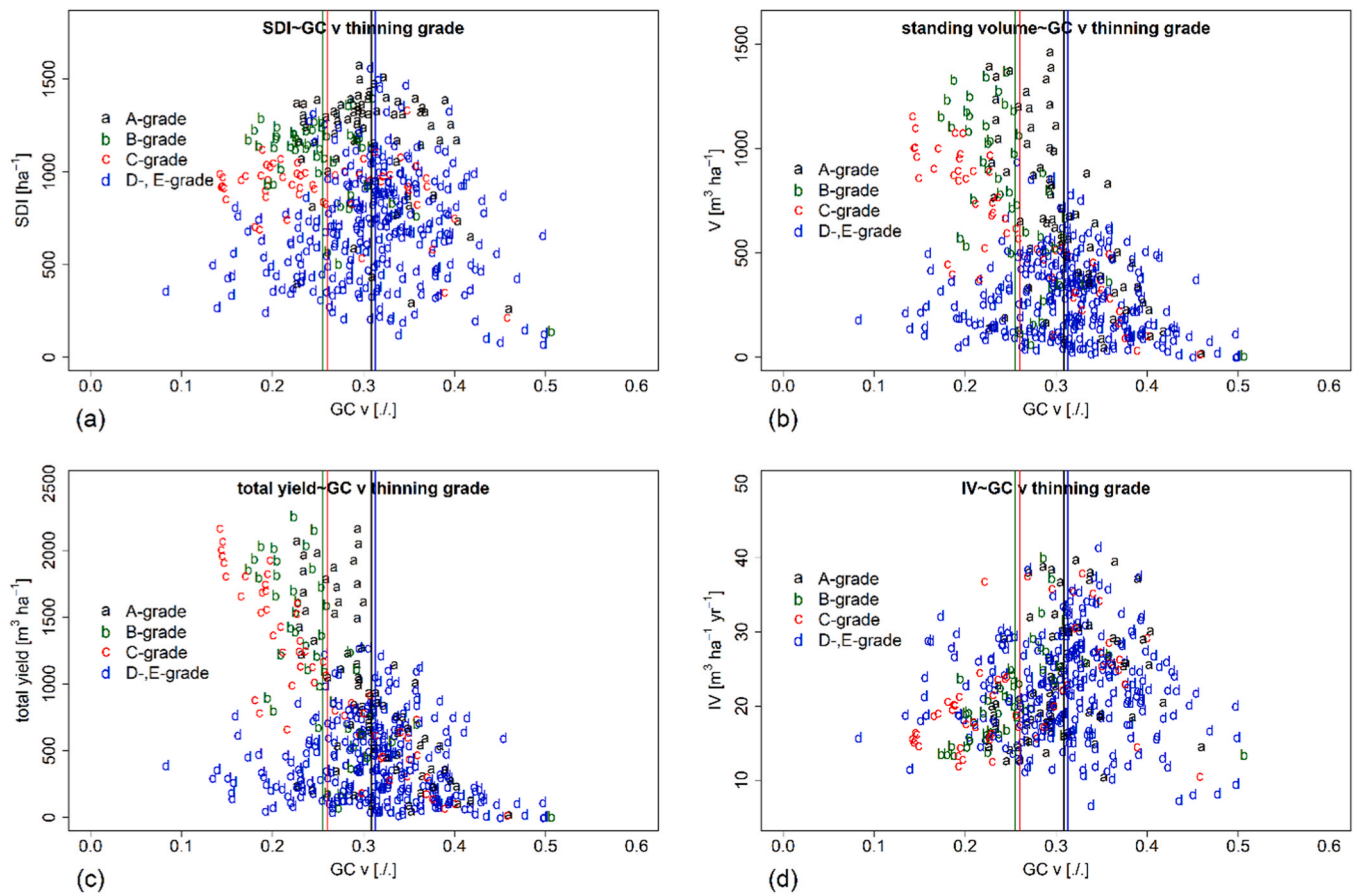 SDI~GC v thinning grade
SDI [ha⁻¹]
1500
1000
500
0
a A-grade
b B-grade
c C-grade
d D-, E-grade
0.0 0.1 0.2 0.3 0.4 0.5 0.6
GC v [./.]
(a)
standing volume~GC v thinning grade
V [m³ ha⁻¹]
1500
1000
500
0
a A-grade
b B-grade
c C-grade
d D-,E-grade
0.0 0.1 0.2 0.3 0.4 0.5 0.6
GC v [./.]
(b)
total yield~GC v thinning grade
total yield [m³ ha⁻¹]
2500
2000
1500
1000
500
0
a A-grade
b B-grade
c C-grade
d D-,E-grade
0.0 0.1 0.2 0.3 0.4 0.5 0.6
GC v [./.]
(c)
IV~GC v thinning grade
IV [m³ ha⁻¹ yr⁻¹]
50
40
30
20
10
a A-grade
b B-grade
c C-grade
d D-,E-grade
0.0 0.1 0.2 0.3 0.4 0.5 0.6
GC v [./.]
(d)